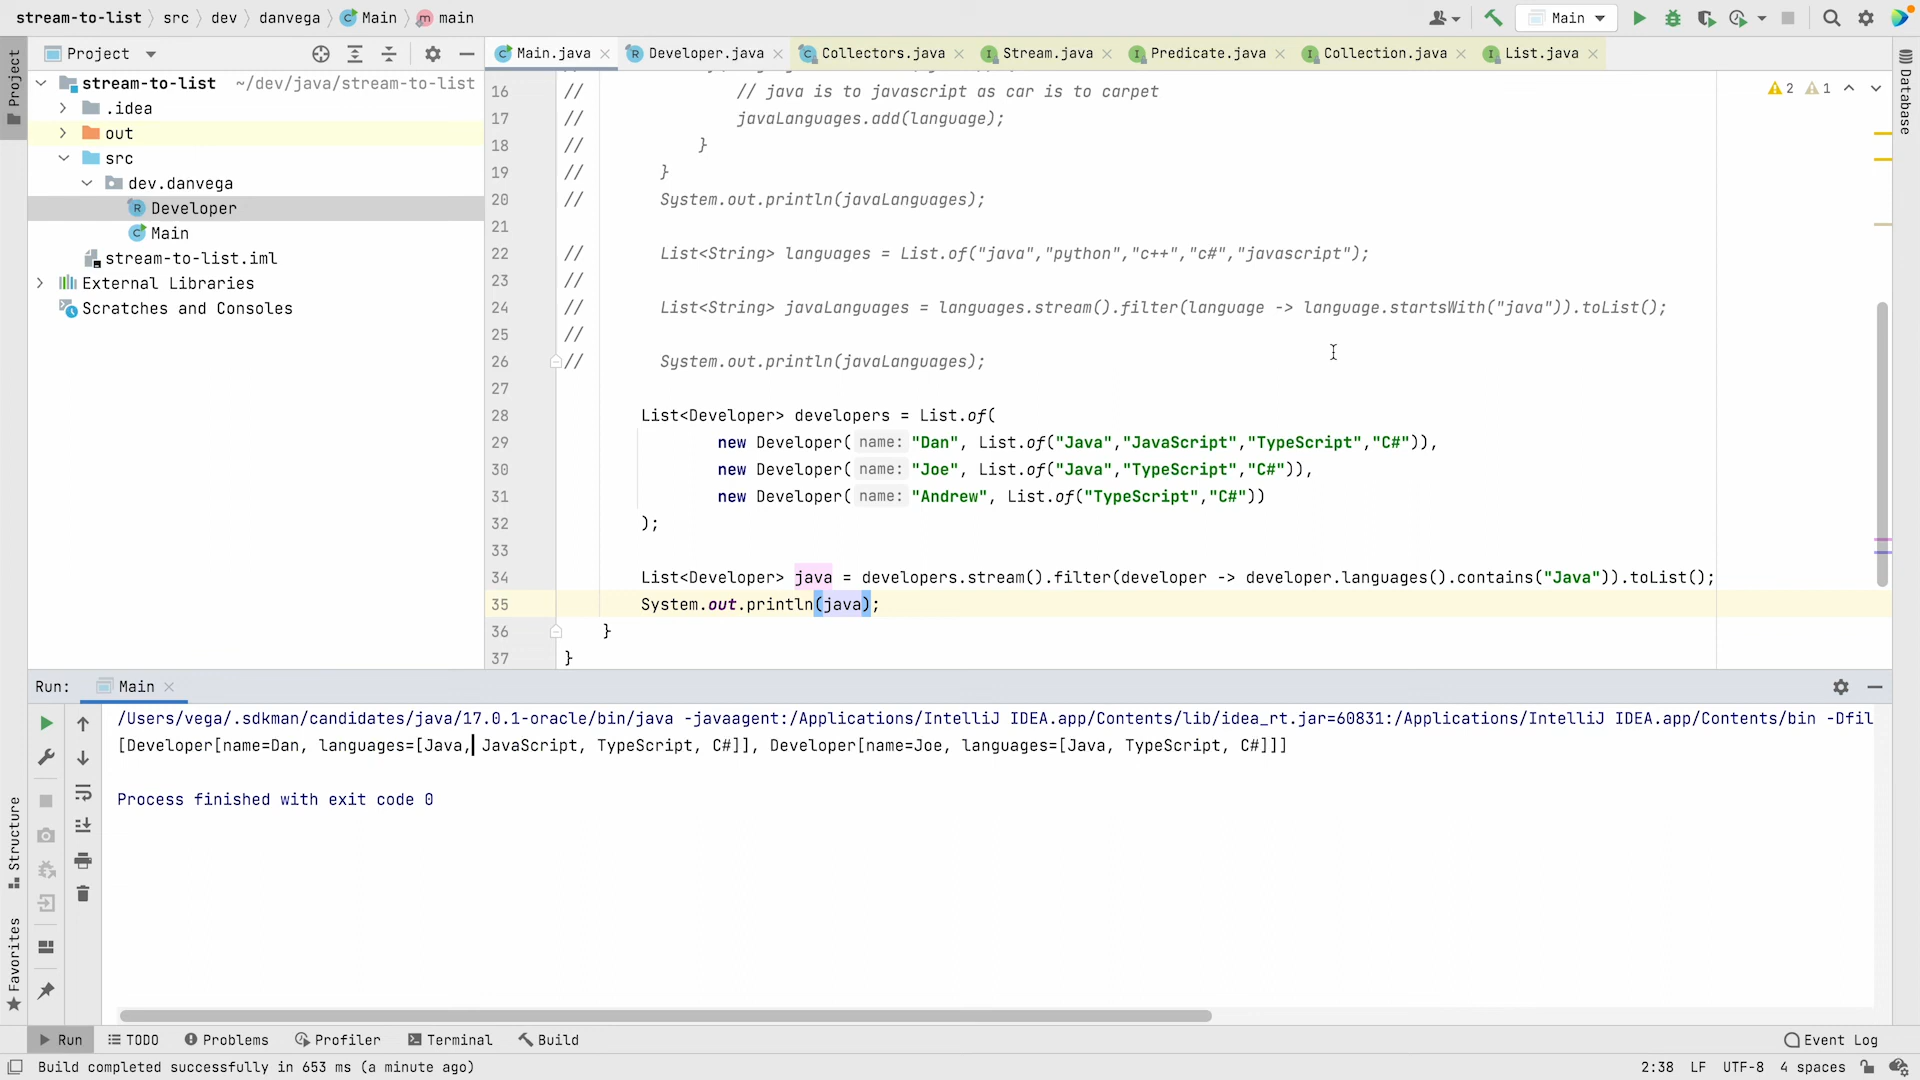 stream-to-list src dev danvega Main main
Main
Project
Main.java Developer.java Collectors.java Stream.java Predicate.java Collection.java List.java
Project
Database
stream-to-list ~/dev/java/stream-to-list
.idea
out
src
dev.danvega
Developer
Main
stream-to-list.iml
External Libraries
Scratches and Consoles
2 1
16 // // java is to javascript as car is to carpet
17 // javaLanguages.add(language);
18 // }
19 // }
20 // System.out.println(javaLanguages);
21
22 // List<String> languages = List.of("java","python","c++","c#","javascript");
23 //
24 // List<String> javaLanguages = languages.stream().filter(language -> language.startsWith("java")).toList();
25 //
26 // System.out.println(javaLanguages);
27
28 List<Developer> developers = List.of(
29 new Developer( name: "Dan", List.of("Java","JavaScript","TypeScript","C#")),
30 new Developer( name: "Joe", List.of("Java","TypeScript","C#")),
31 new Developer( name: "Andrew", List.of("TypeScript","C#"))
32 );
33
34 List<Developer> java = developers.stream().filter(developer -> developer.languages().contains("Java")).toList();
35 System.out.println(java);
36 }
37 }
Run: Main
/Users/vega/.sdkman/candidates/java/17.0.1-oracle/bin/java -javaagent:/Applications/IntelliJ IDEA.app/Contents/lib/idea_rt.jar=60831:/Applications/IntelliJ IDEA.app/Contents/bin -Dfil
[Developer[name=Dan, languages=[Java, JavaScript, TypeScript, C#]], Developer[name=Joe, languages=[Java, TypeScript, C#]]]
Process finished with exit code 0
Structure
Favorites
Run TODO Problems Profiler Terminal Build Event Log
Build completed successfully in 653 ms (a minute ago) 2:38 LF UTF-8 4 spaces